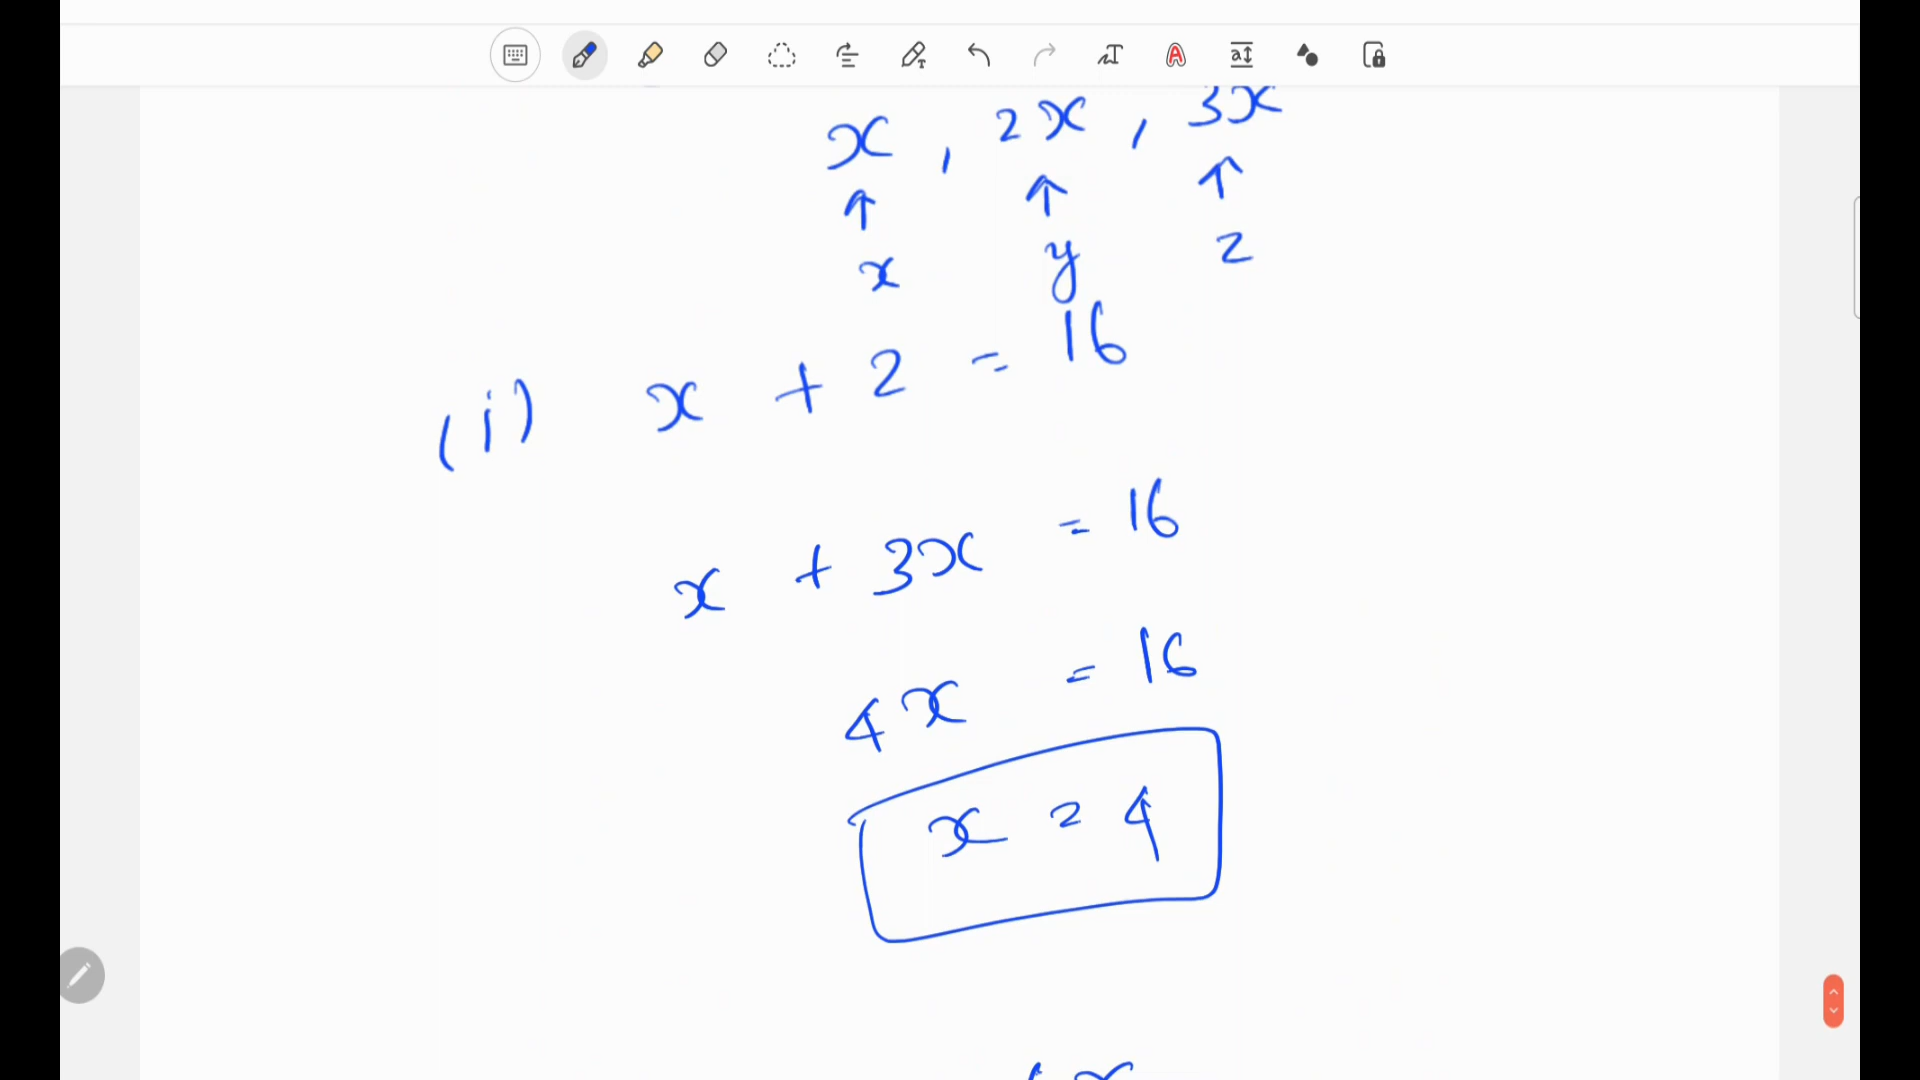 x , 2x , 3x
↑ ↑ ↑
x y z
(i) x + z = 16
x + 3x = 16
4x = 16
x = 4